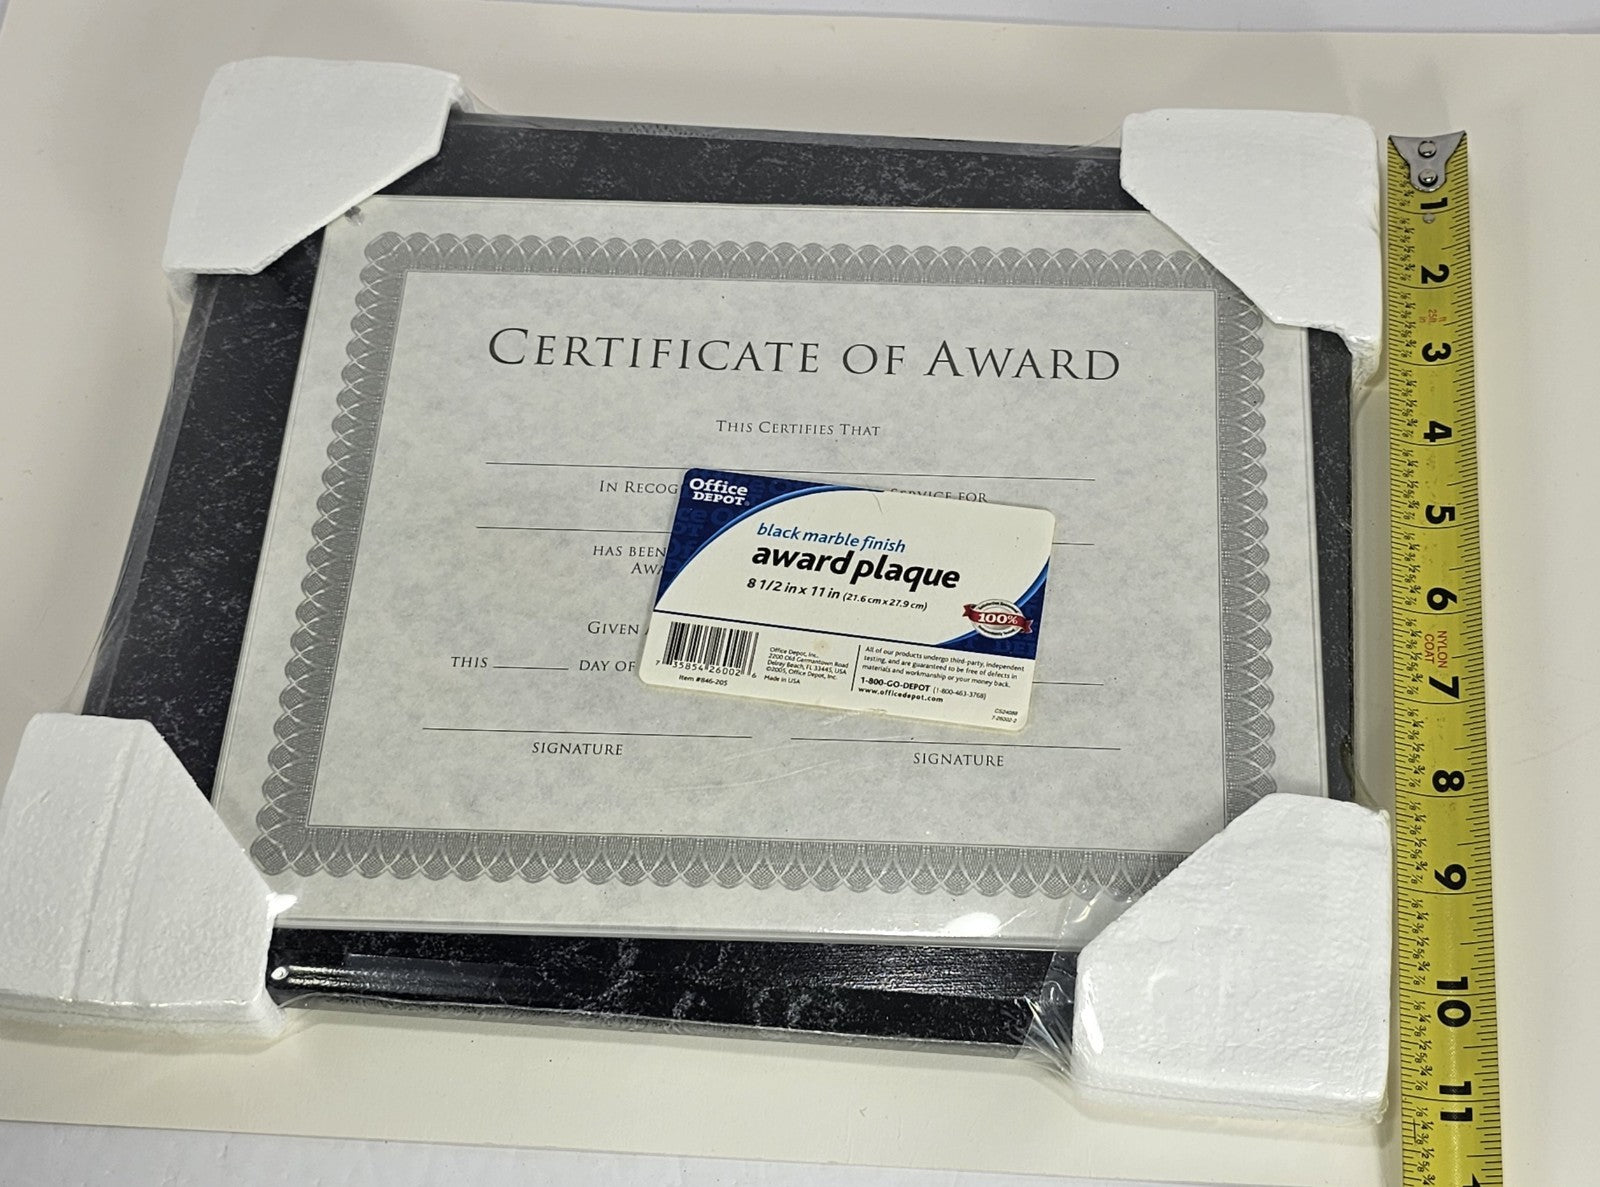 CERTIFICATE OF AWARD
THIS CERTIFIES THAT
IN RECOG
SERVICE FOR
HAS BEEN
AWA
GIVEN
THIS DAY OF
SIGNATURE
SIGNATURE
Office
DEPOT
black marble finish
award plaque
8 1/2 in x 11 in (21.6 cm x 27.9 cm)
100%
7 35854 26002 6
Item #846-205
Office Depot, Inc.
2200 Old Germantown Road
Delray Beach, FL 33445, USA
©2005, Office Depot, Inc.
Made in USA
All of our products undergo third-party, independent
testing, and are guaranteed to be free of defects in
materials and workmanship or your money back.
1-800-GO-DEPOT (1-800-463-3768)
www.officedepot.com
1
2
3
4
5
6
NYLON
COAT
7
8
9
10
11